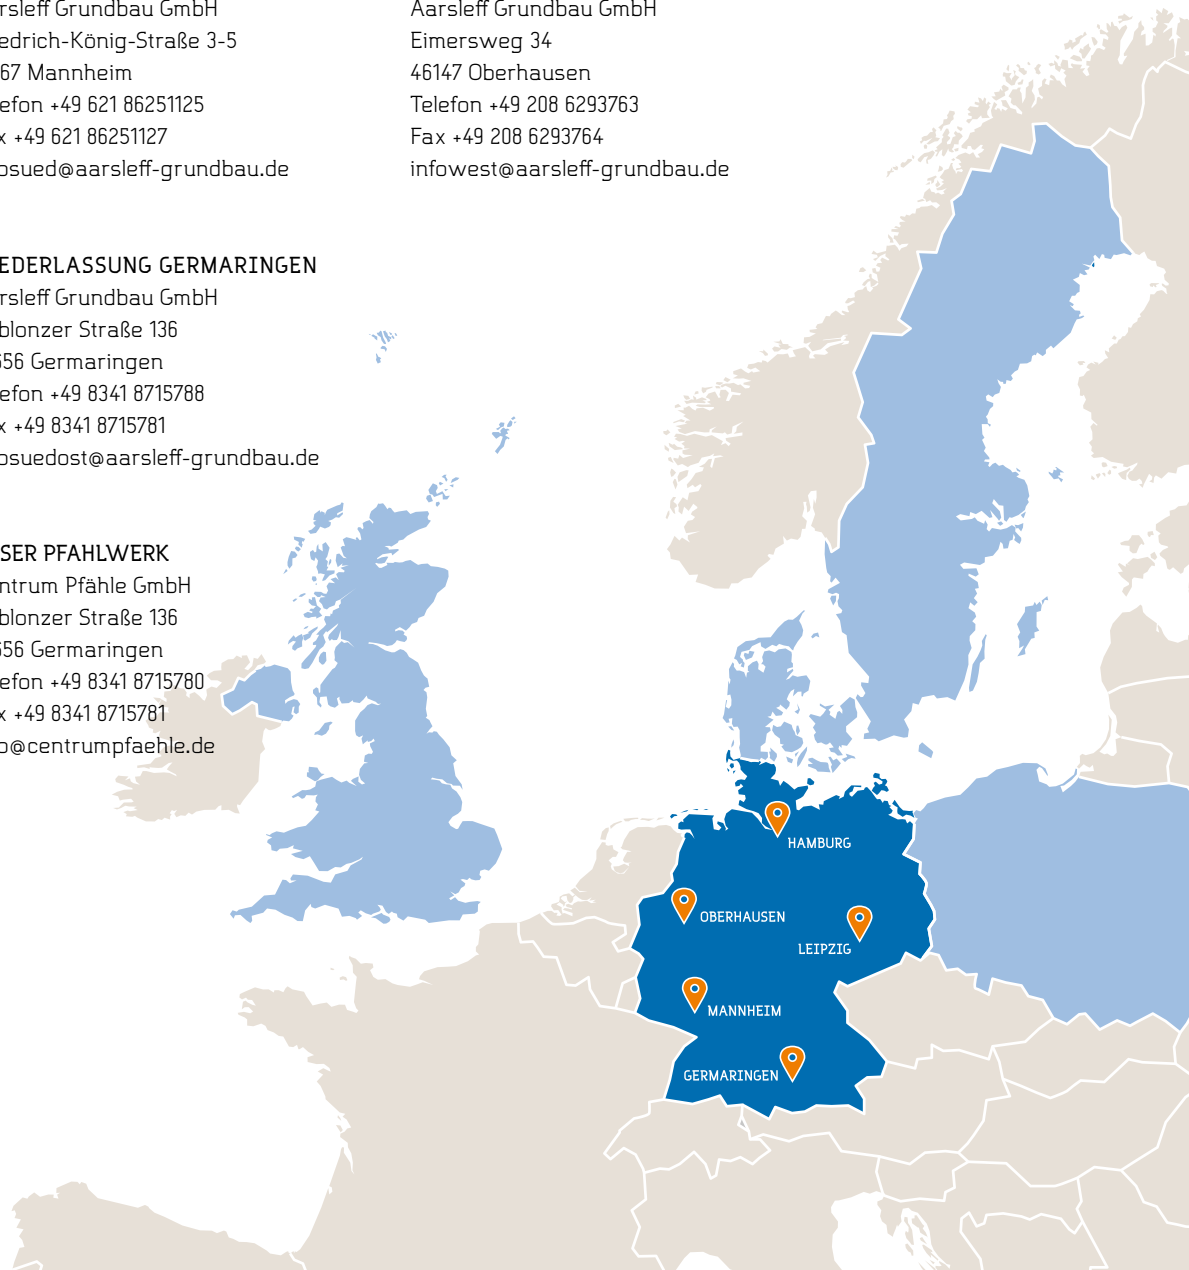 rsleff Grundbau GmbH
edrich-König-Straße 3-5
67 Mannheim
efon +49 621 86251125
x +49 621 86251127
osued@aarsleff-grundbau.de
Aarsleff Grundbau GmbH
Eimersweg 34
46147 Oberhausen
Telefon +49 208 6293763
Fax +49 208 6293764
infowest@aarsleff-grundbau.de
EDERLASSUNG GERMARINGEN
rsleff Grundbau GmbH
blonzer Straße 136
656 Germaringen
efon +49 8341 8715788
x +49 8341 8715781
osuedost@aarsleff-grundbau.de
SER PFAHLWERK
ntrum Pfähle GmbH
blonzer Straße 136
656 Germaringen
efon +49 8341 8715780
x +49 8341 8715781
o@centrumpfaehle.de
HAMBURG
OBERHAUSEN
LEIPZIG
MANNHEIM
GERMARINGEN